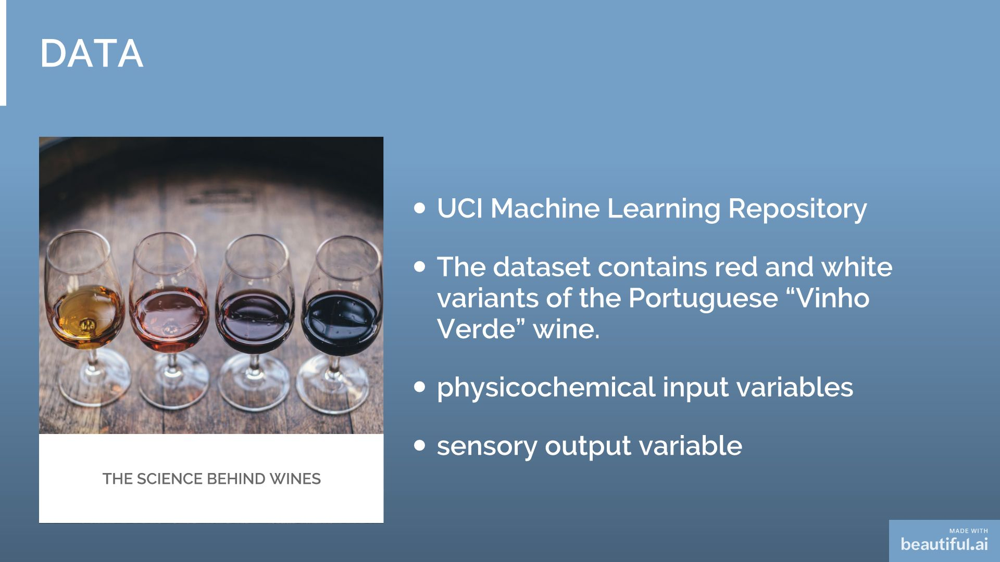 DATA
UCI Machine Learning Repository
The dataset contains red and white
variants of the Portuguese “Vinho
Verde” wine.
physicochemical input variables
sensory output variable
THE SCIENCE BEHIND WINES
MADE WITH
beautiful.ai